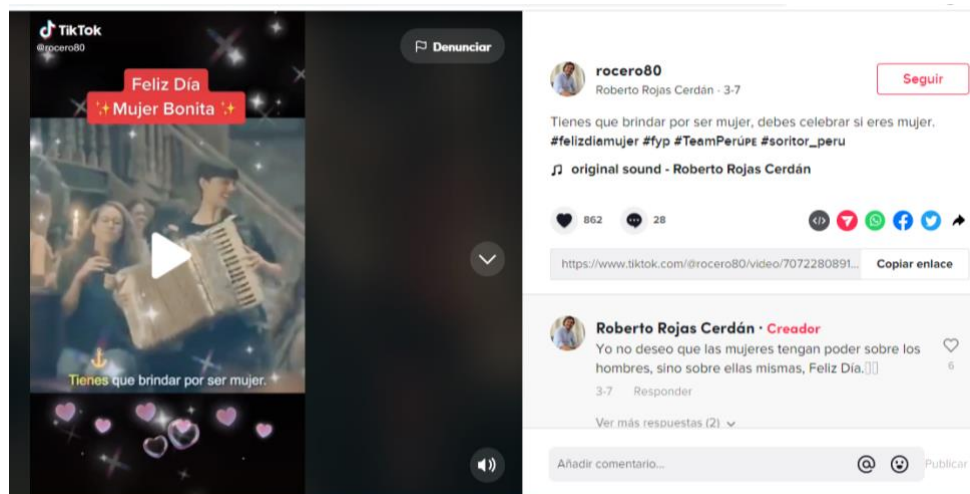 TikTok
@rocero80
Denunciar
Feliz Día
✨Mujer Bonita✨
Tienes que brindar por ser mujer.
rocero80
Roberto Rojas Cerdán · 3-7
Seguir
Tienes que brindar por ser mujer, debes celebrar si eres mujer.
#felizdiamujer #fyp #TeamPerúPE #soritor_peru
♫ original sound - Roberto Rojas Cerdán
862
28
https://www.tiktok.com/@rocero80/video/7072280891...
Copiar enlace
Roberto Rojas Cerdán · Creador
Yo no deseo que las mujeres tengan poder sobre los
hombres, sino sobre ellas mismas, Feliz Día.
6
3-7 Responder
Ver más respuestas (2)
Añadir comentario...
Publicar